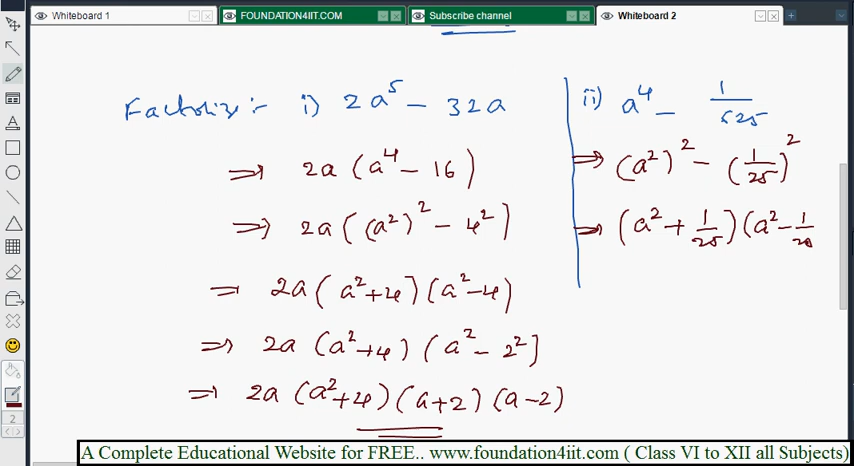 Whiteboard 1
FOUNDATION4IIT.COM
Subscribe channel
Whiteboard 2
Factorize :- i) 2a⁵ - 32a
⇒ 2a (a⁴ - 16)
⇒ 2a ((a²)² - 4²)
⇒ 2a (a²+4) (a²-4)
⇒ 2a (a²+4) (a² - 2²)
⇒ 2a (a²+4) (a+2) (a-2)
ii) a⁴ - 1/625
⇒ (a²)² - (1/25)²
⇒ (a² + 1/25) (a² - 1/2
2
A Complete Educational Website for FREE.. www.foundation4iit.com ( Class VI to XII all Subjects)